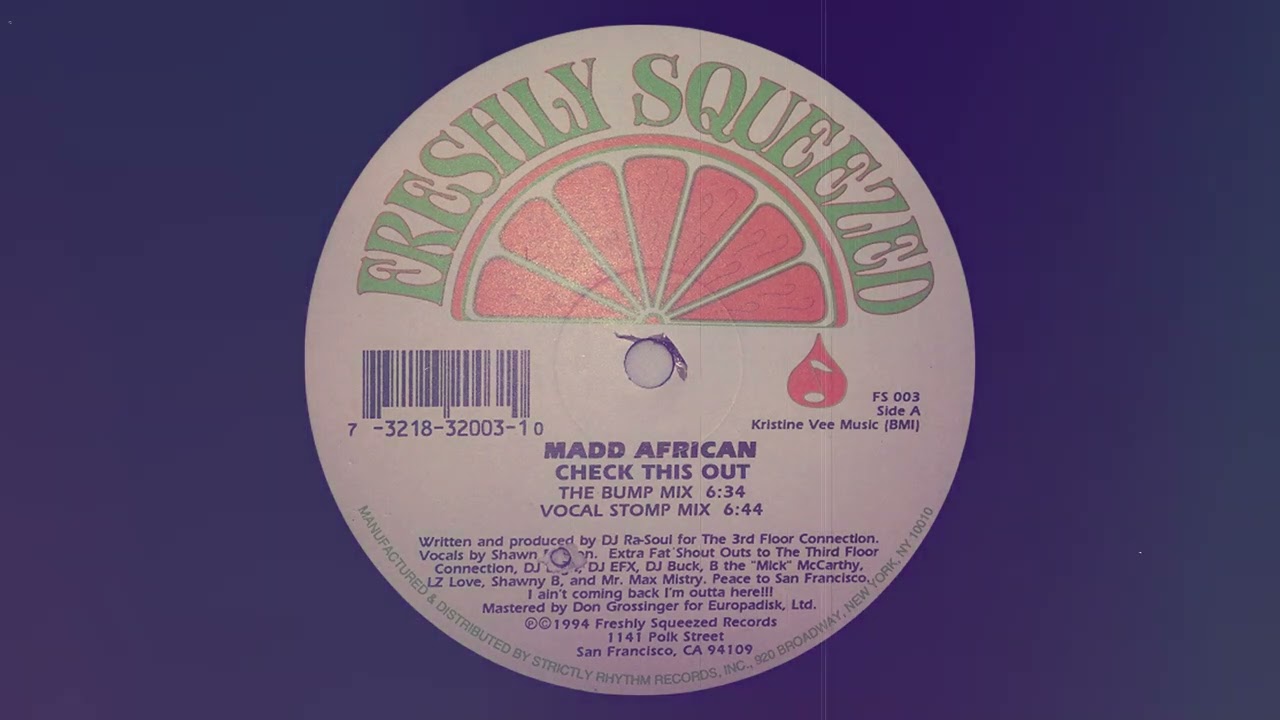 FRESHLY SQUEEZED
7 -3218-32003-1 0
FS 003
Side A
Kristine Vee Music (BMI)
MADD AFRICAN
CHECK THIS OUT
THE BUMP MIX 6:34
VOCAL STOMP MIX 6:44
Written and produced by DJ Ra-Soul for The 3rd Floor Connection.
Vocals by Shawn Extra Fat Shout Outs to The Third Floor
Connection, DJ DJ EFX, DJ Buck, B the "Mick" McCarthy,
LZ Love, Shawny B, and Mr. Max Mistry. Peace to San Francisco.
I ain't coming back I'm outta here!!!
Mastered by Don Grossinger for Europadisk, Ltd.
℗©1994 Freshly Squeezed Records
1141 Polk Street
San Francisco, CA 94109
MANUFACTURED & DISTRIBUTED BY STRICTLY RHYTHM RECORDS, INC., 920 BROADWAY, NEW YORK, NY 10010